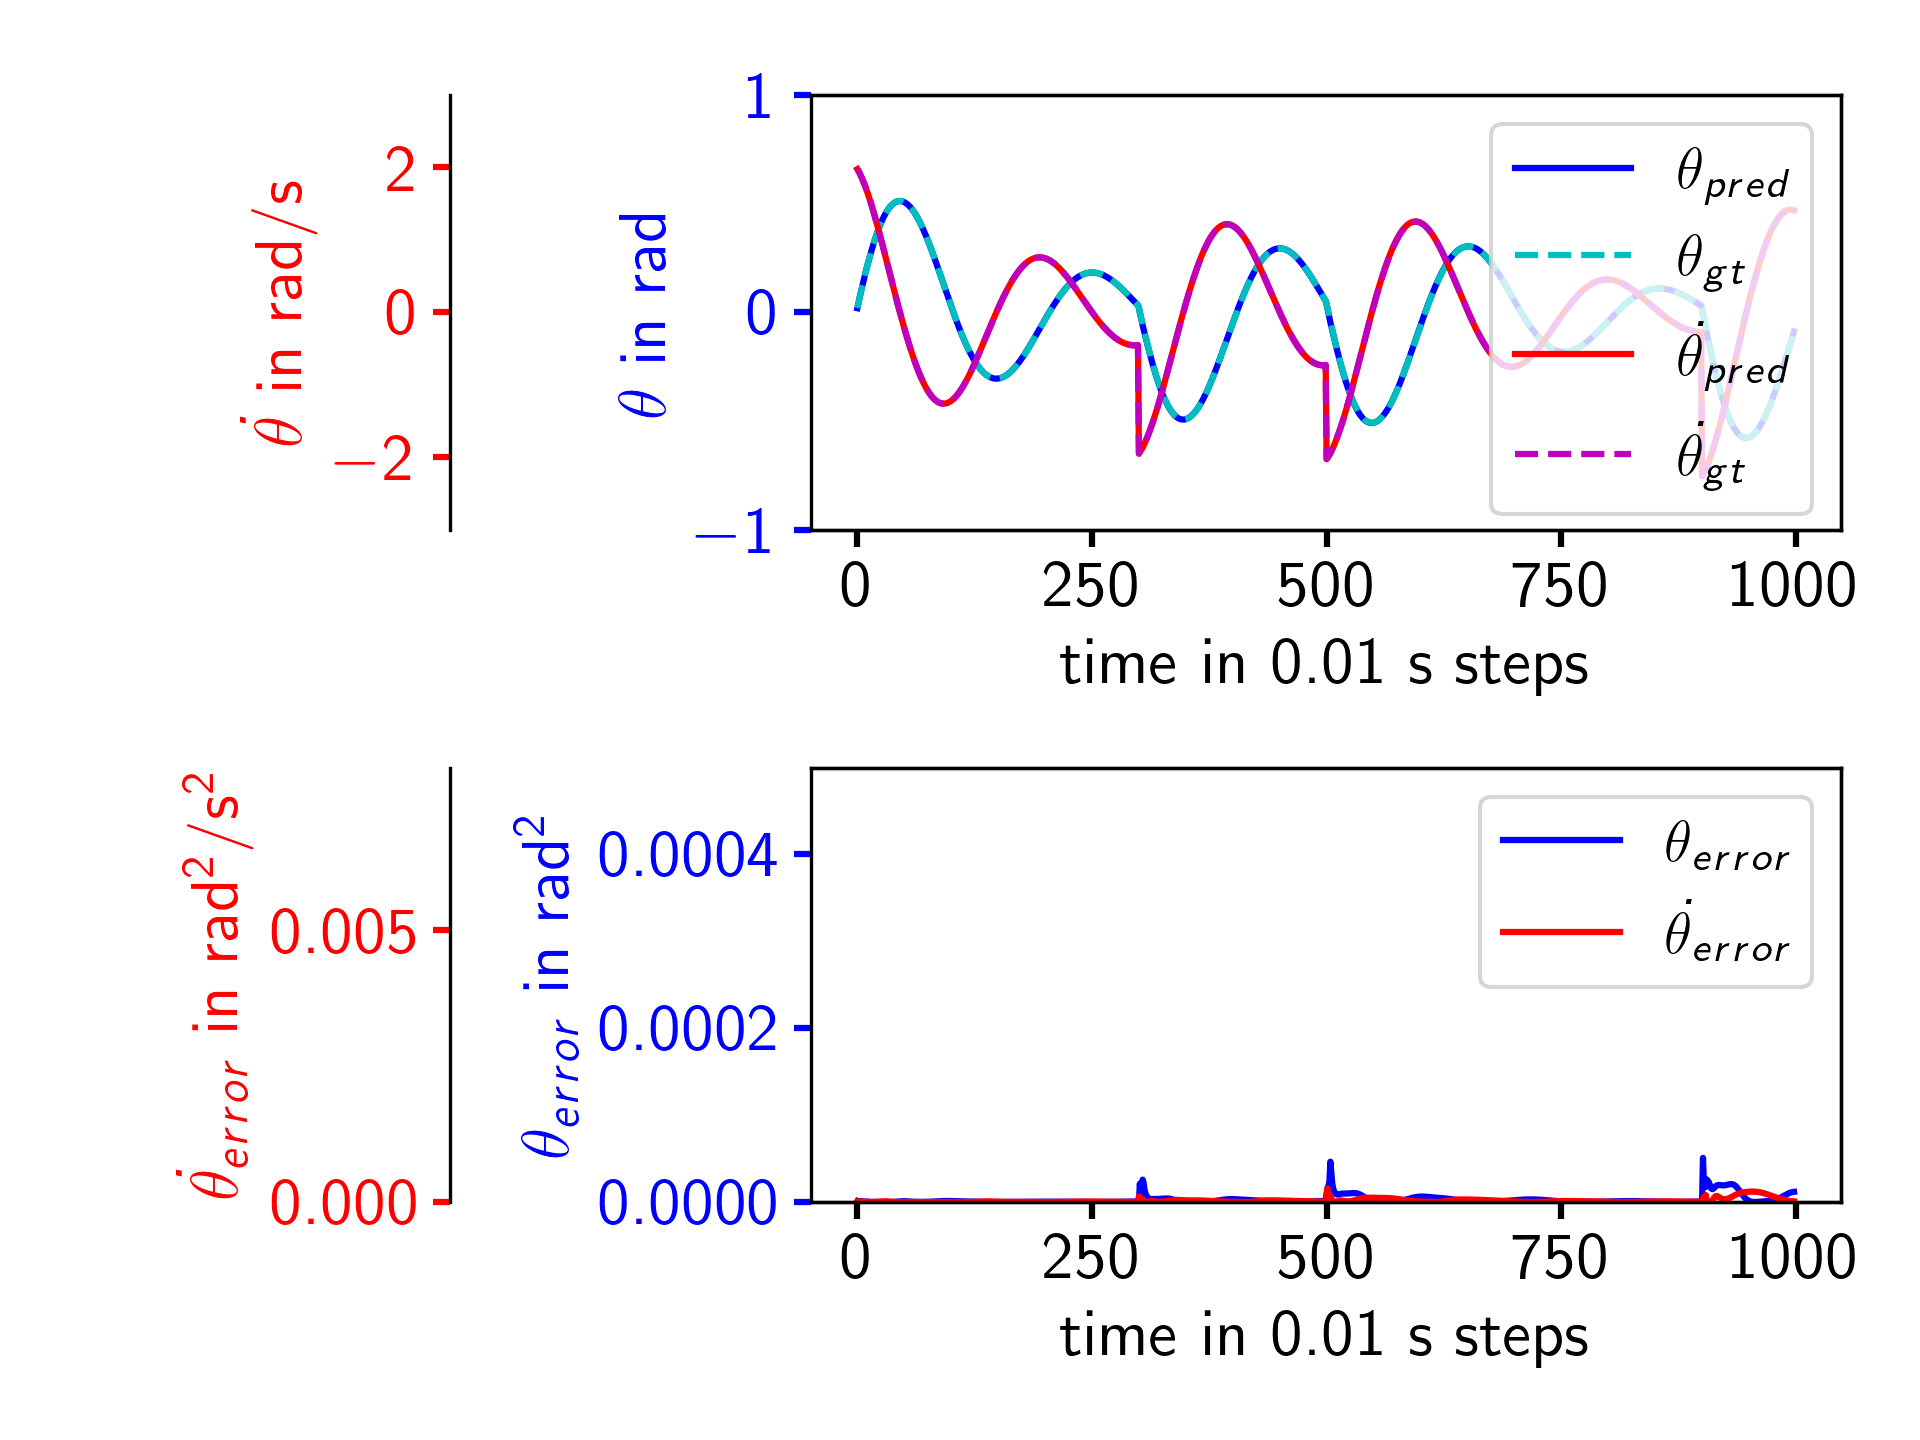 θ̇ in rad/s
2
0
−2
θ in rad
1
0
−1
θ_pred
θ_gt
θ̇_pred
θ̇_gt
0 250 500 750 1000
time in 0.01 s steps
θ̇_error in rad²/s²
0.005
0.000
θ_error in rad²
0.0004
0.0002
0.0000
θ_error
θ̇_error
0 250 500 750 1000
time in 0.01 s steps